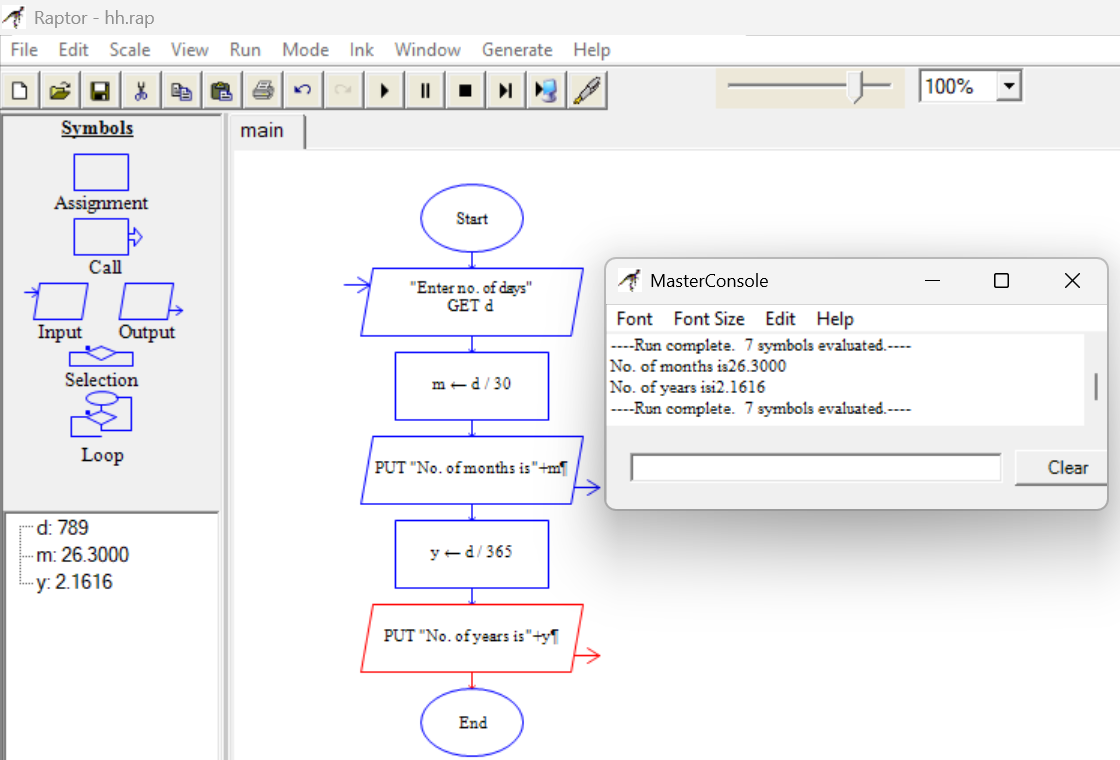 Raptor - hh.rap
File Edit Scale View Run Mode Ink Window Generate Help
100%
Symbols
Assignment
Call
Input Output
Selection
Loop
d: 789
m: 26.3000
y: 2.1616
main
Start
"Enter no. of days"
GET d
m ← d / 30
PUT "No. of months is"+m¶
y ← d / 365
PUT "No. of years is"+y¶
End
MasterConsole
Font Font Size Edit Help
----Run complete. 7 symbols evaluated.----
No. of months is26.3000
No. of years isi2.1616
----Run complete. 7 symbols evaluated.----
Clear